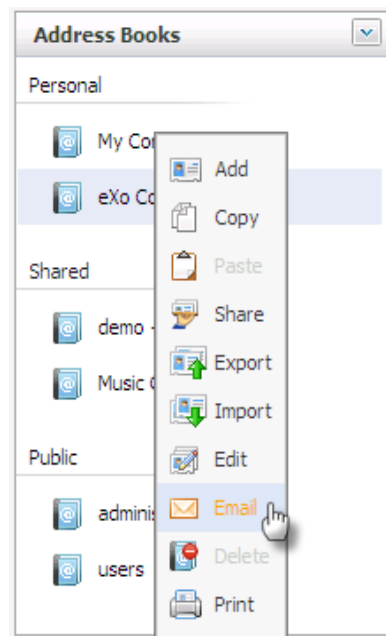 Address Books
Personal
My Co
Add
eXo Co
Copy
Shared
Paste
demo -
Share
Export
Music
Import
Public
Edit
adminis
Email
Delete
users
Print